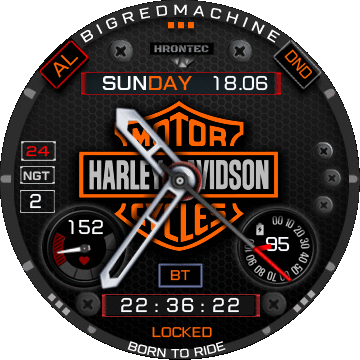 BIGREDMACHINE
AL
HRONTEC
DND
SUNDAY 18.06
MOTOR
HARLEY-DAVIDSON
CYCLES
24
NGT
2
152
95
BT
22:36:22
LOCKED
BORN TO RIDE